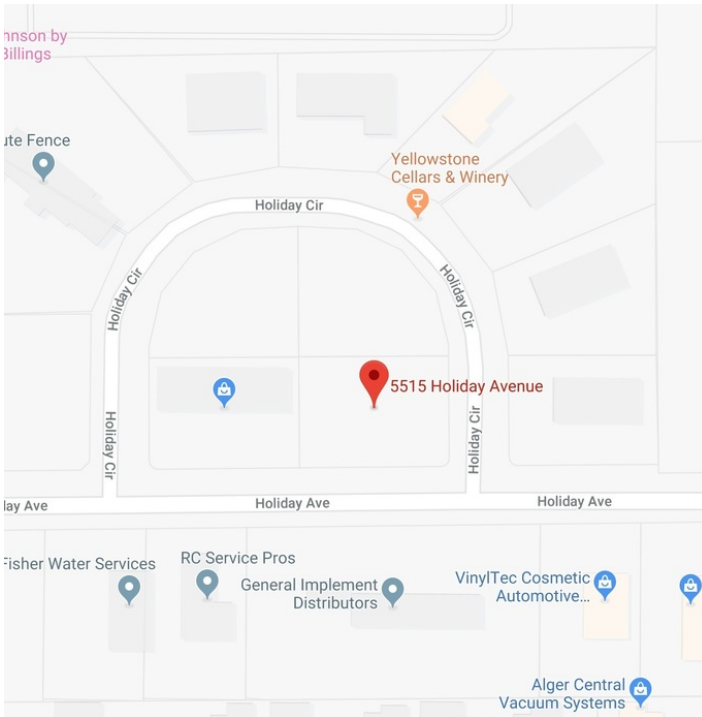 hnson by
Billings
ute Fence
Yellowstone
Cellars & Winery
Holiday Cir
Holiday Cir
Holiday Cir
5515 Holiday Avenue
Holiday Cir
Holiday Cir
lay Ave
Holiday Ave
Holiday Ave
Fisher Water Services
RC Service Pros
General Implement
Distributors
VinylTec Cosmetic
Automotive...
Alger Central
Vacuum Systems